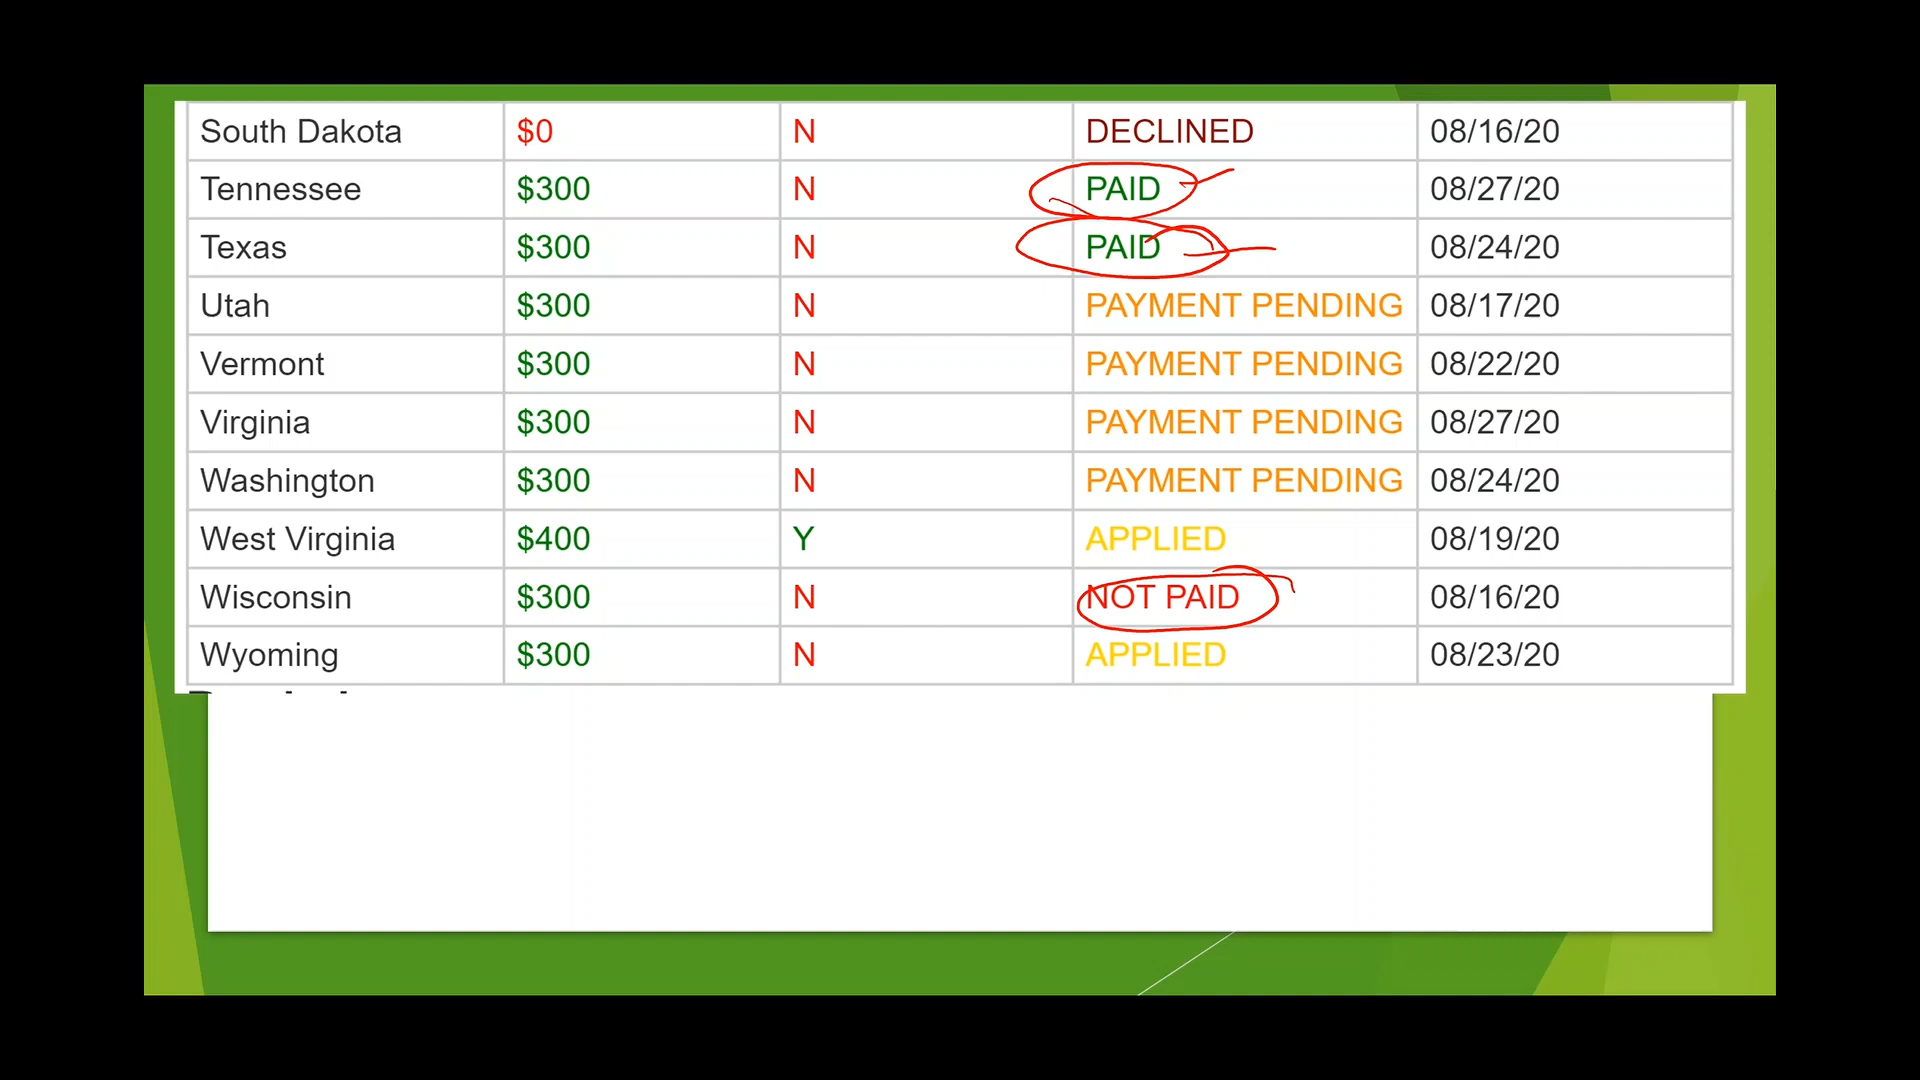 South Dakota $0 N DECLINED 08/16/20
Tennessee $300 N PAID 08/27/20
Texas $300 N PAID 08/24/20
Utah $300 N PAYMENT PENDING 08/17/20
Vermont $300 N PAYMENT PENDING 08/22/20
Virginia $300 N PAYMENT PENDING 08/27/20
Washington $300 N PAYMENT PENDING 08/24/20
West Virginia $400 Y APPLIED 08/19/20
Wisconsin $300 N NOT PAID 08/16/20
Wyoming $300 N APPLIED 08/23/20